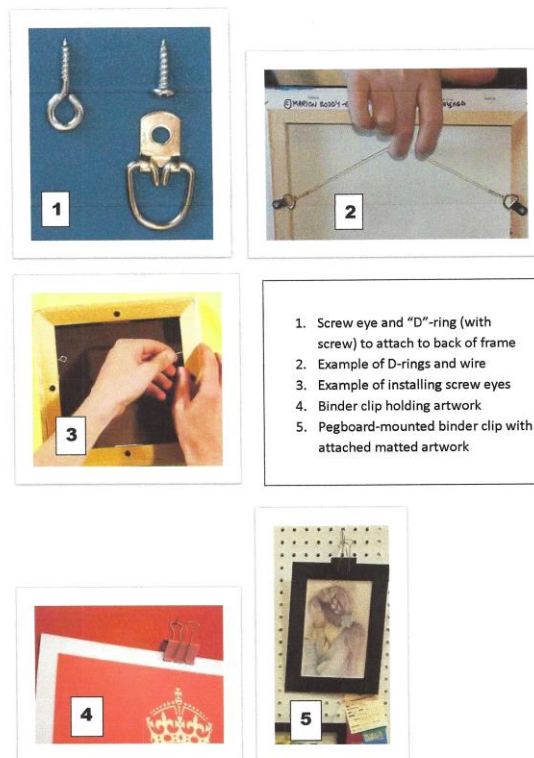 1
©MARION BODDY-E
2
3
1. Screw eye and “D”-ring (with
screw) to attach to back of frame
2. Example of D-rings and wire
3. Example of installing screw eyes
4. Binder clip holding artwork
5. Pegboard-mounted binder clip with
attached matted artwork
4
5